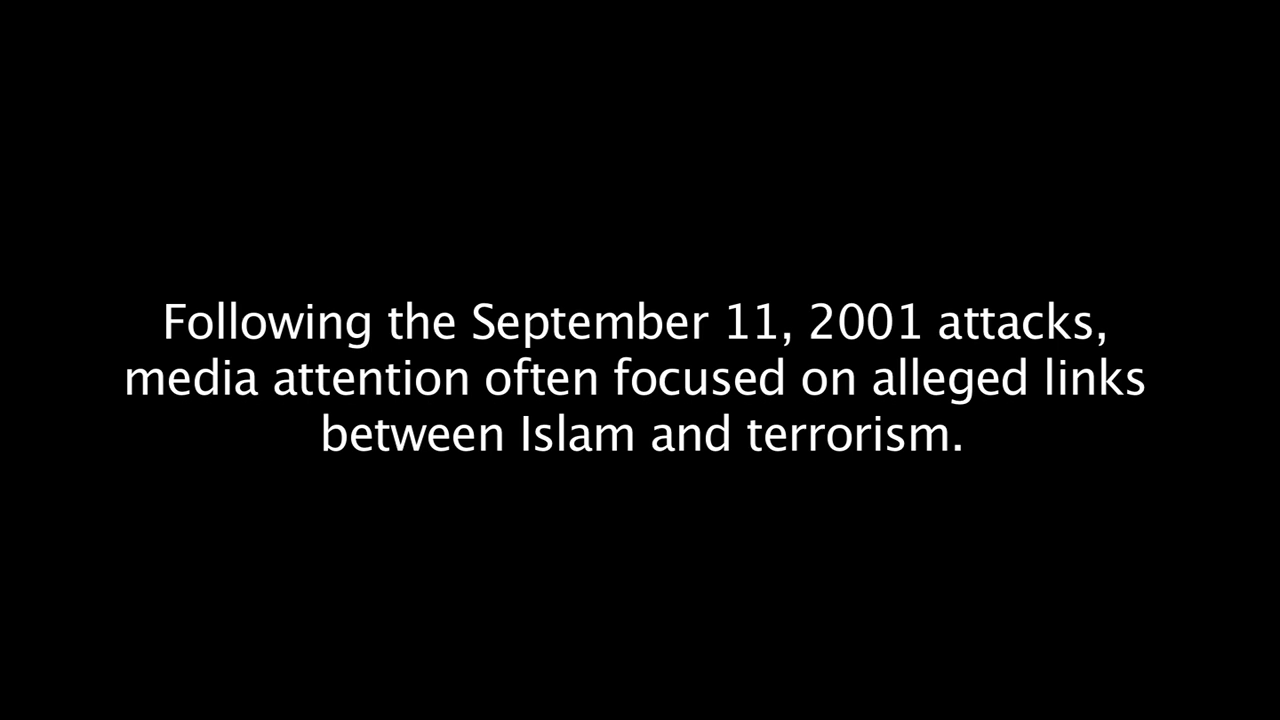 Following the September 11, 2001 attacks,
media attention often focused on alleged links
between Islam and terrorism.